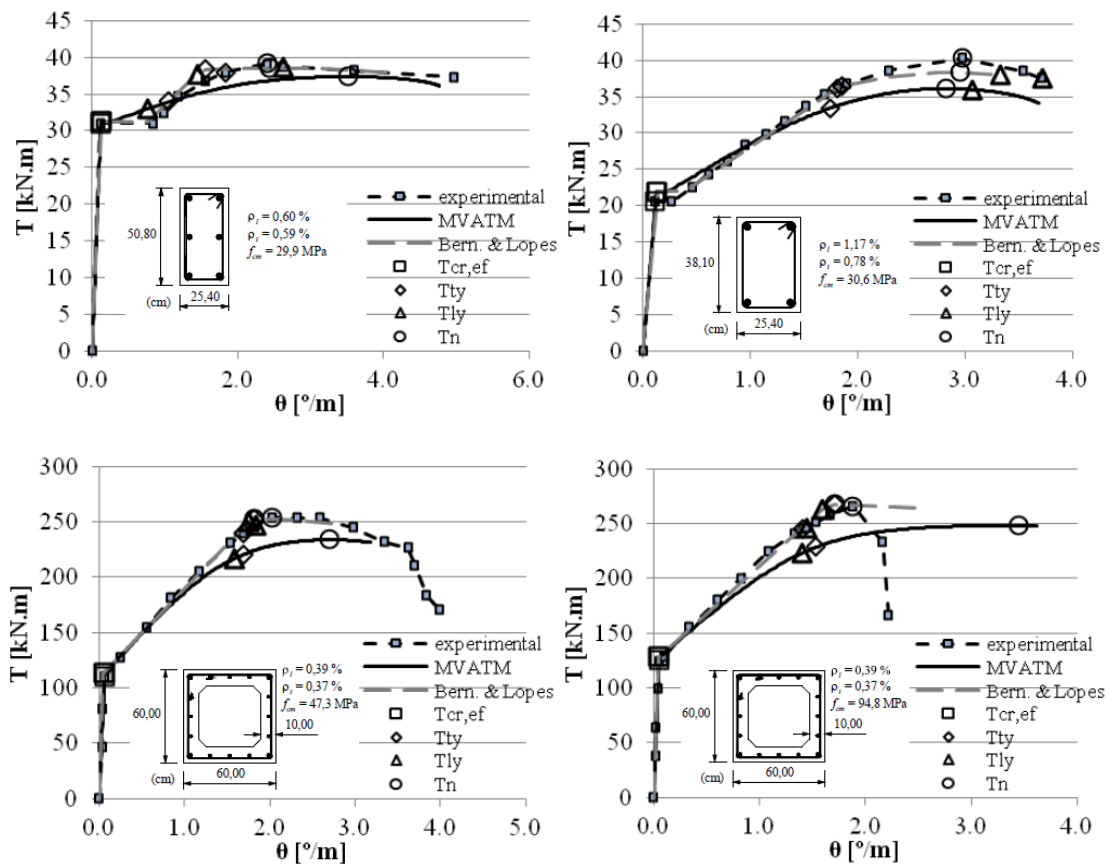 45
40
35
30
25
20
15
10
5
0
T [kN.m]
0.0 2.0 4.0 6.0
θ [º/m]
50,80
(cm)
25,40
ρl = 0,60 %
ρt = 0,59 %
fcm = 29,9 MPa
experimental
MVATM
Bern. & Lopes
Tcr,ef
Tty
Tly
Tn
45
40
35
30
25
20
15
10
5
0
T [kN.m]
0.0 1.0 2.0 3.0 4.0
θ [º/m]
38,10
(cm)
25,40
ρl = 1,17 %
ρt = 0,78 %
fcm = 30,6 MPa
experimental
MVATM
Bern. & Lopes
Tcr,ef
Tty
Tly
Tn
300
250
200
150
100
50
0
T [kN.m]
0.0 1.0 2.0 3.0 4.0 5.0
θ [º/m]
60,00
(cm)
60,00
10,00
ρl = 0,39 %
ρt = 0,37 %
fcm = 47,3 MPa
experimental
MVATM
Bern. & Lopes
Tcr,ef
Tty
Tly
Tn
300
250
200
150
100
50
0
T [kN.m]
0.0 1.0 2.0 3.0 4.0
θ [º/m]
60,00
(cm)
60,00
10,00
ρl = 0,39 %
ρt = 0,37 %
fcm = 94,8 MPa
experimental
MVATM
Bern. & Lopes
Tcr,ef
Tty
Tly
Tn